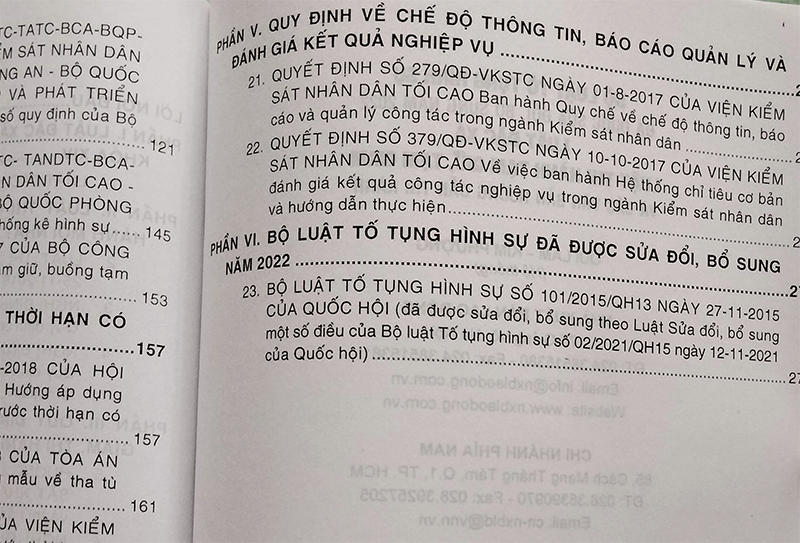 TC-TATC-BCA-BQP-
KIỂM SÁT NHÂN DÂN
NG AN - BỘ QUỐC
VÀ PHÁT TRIỂN
số quy định của Bộ
121
TC- TANDTC-BCA-
N DÂN TỐI CAO -
BỘ QUỐC PHÒNG
hống kê hình sự 145
7 CỦA BỘ CÔNG
ạm giữ, buồng tạm
153
THỜI HẠN CÓ
157
-2018 CỦA HỘI
Hướng áp dụng
trước thời hạn có
157
CỦA TÒA ÁN
mẫu về tha tù
161
CỦA VIỆN KIỂM
PHẦN V. QUY ĐỊNH VỀ CHẾ ĐỘ THÔNG TIN, BÁO CÁO QUẢN LÝ VÀ
ĐÁNH GIÁ KẾT QUẢ NGHIỆP VỤ
21. QUYẾT ĐỊNH SỐ 279/QĐ-VKSTC NGÀY 01-8-2017 CỦA VIỆN KIỂM
SÁT NHÂN DÂN TỐI CAO Ban hành Quy chế về chế độ thông tin, báo
cáo và quản lý công tác trong ngành Kiểm sát nhân dân
22. QUYẾT ĐỊNH SỐ 379/QĐ-VKSTC NGÀY 10-10-2017 CỦA VIỆN KIỂM
SÁT NHÂN DÂN TỐI CAO Về việc ban hành Hệ thống chỉ tiêu cơ bản
đánh giá kết quả công tác nghiệp vụ trong ngành Kiểm sát nhân dân
và hướng dẫn thực hiện
PHẦN VI. BỘ LUẬT TỐ TỤNG HÌNH SỰ ĐÃ ĐƯỢC SỬA ĐỔI, BỔ SUNG
NĂM 2022
23. BỘ LUẬT TỐ TỤNG HÌNH SỰ SỐ 101/2015/QH13 NGÀY 27-11-2015
CỦA QUỐC HỘI (đã được sửa đổi, bổ sung theo Luật Sửa đổi, bổ sung
một số điều của Bộ luật Tố tụng hình sự số 02/2021/QH15 ngày 12-11-2021
của Quốc hội)